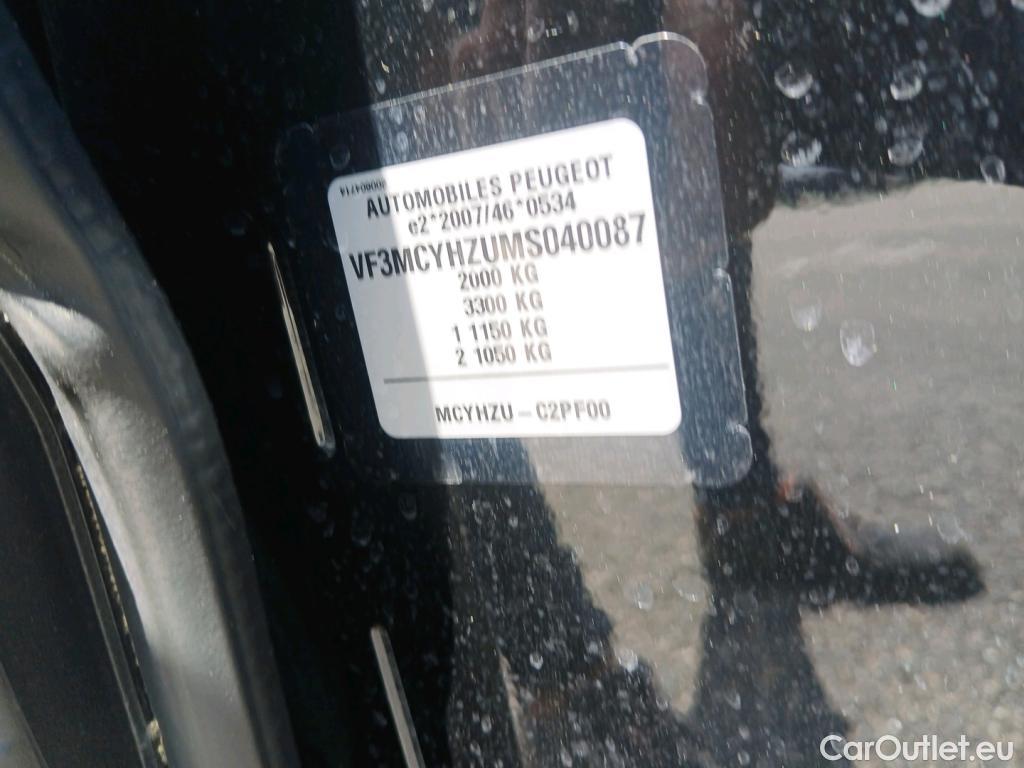 AUTOMOBILES PEUGEOT
e2*2007/46*0534
VF3MCYHZUMS040087
2000 KG
3300 KG
1 1150 KG
2 1050 KG
MCYHZU - C2PF00
CarOutlet.eu